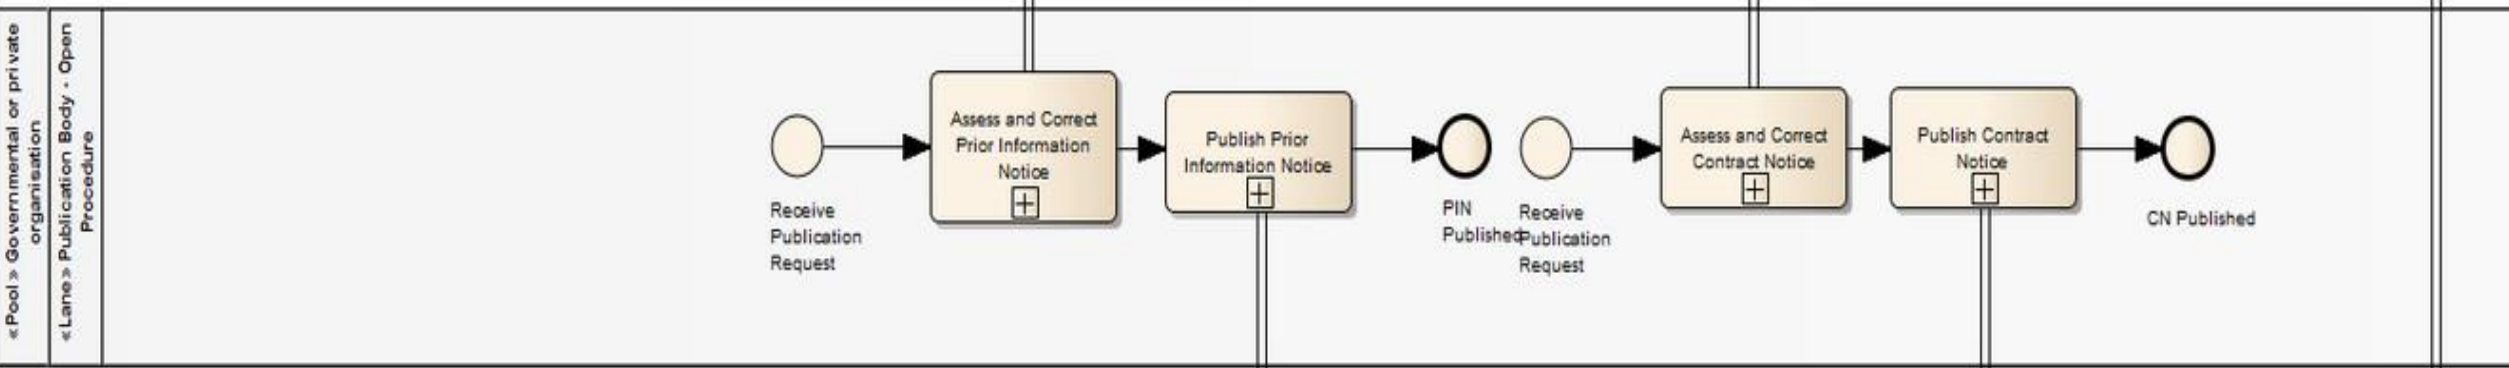 «Pool» Governmental or private
organisation
«Lane» Publication Body - Open
Procedure
Receive
Publication
Request
Assess and Correct
Prior Information
Notice
Publish Prior
Information Notice
PIN
Published
Receive
Publication
Request
Assess and Correct
Contract Notice
Publish Contract
Notice
CN Published